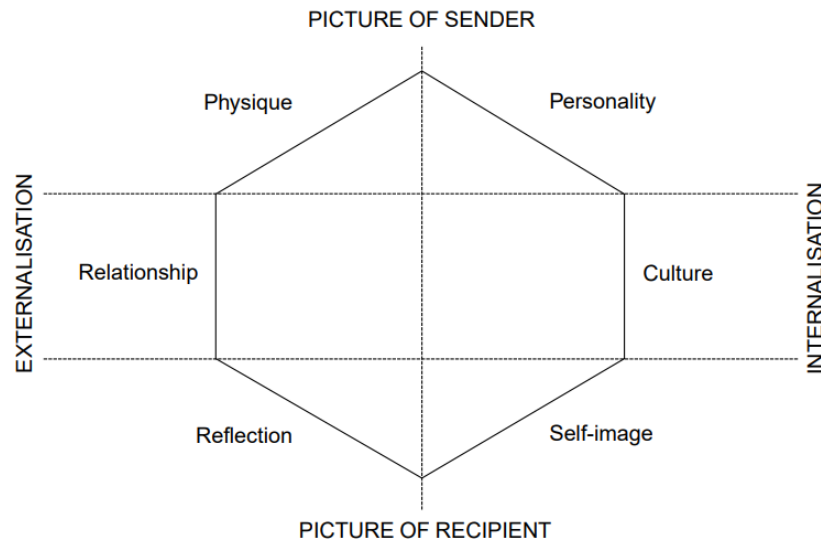 PICTURE OF SENDER
Physique
Personality
EXTERNALISATION
INTERNALISATION
Relationship
Culture
Reflection
Self-image
PICTURE OF RECIPIENT